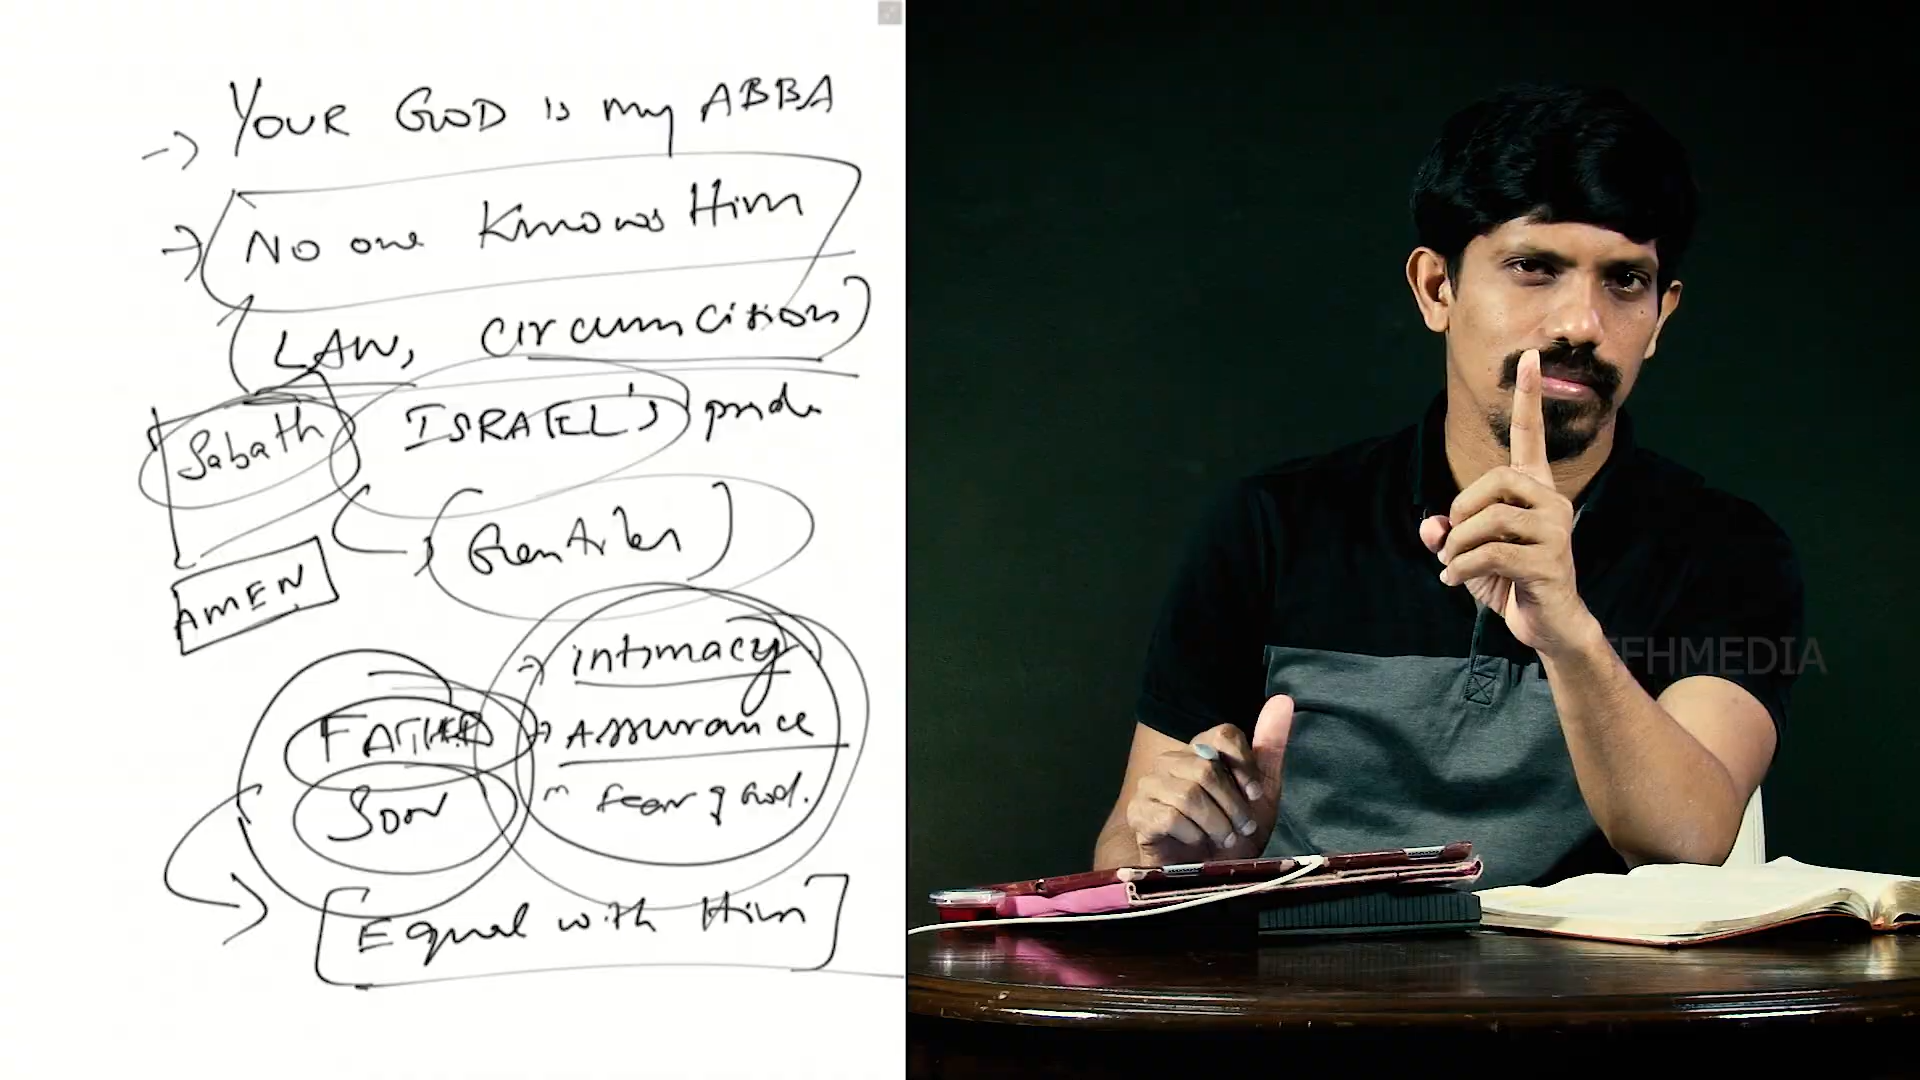 -> YOUR GOD is my ABBA
-> No one Knows Him
(LAW, Circumcision)
Sabath ISRAEL's pride
(Gentiles)
AMEN
-> intimacy
FATHER -> Assurance
SON " fear of God.
[Equal with Him]
FHMEDIA